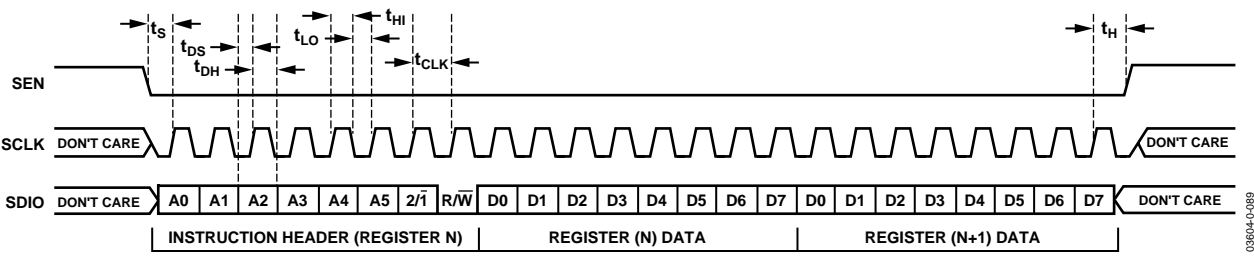 tS
tDS
tDH
tHI
tLO
tCLK
tH
SEN
SCLK DON'T CARE DON'T CARE
SDIO DON'T CARE A0 A1 A2 A3 A4 A5 2/1̅ R/W̅ D0 D1 D2 D3 D4 D5 D6 D7 D0 D1 D2 D3 D4 D5 D6 D7 DON'T CARE
INSTRUCTION HEADER (REGISTER N) REGISTER (N) DATA REGISTER (N+1) DATA
03604-0-089